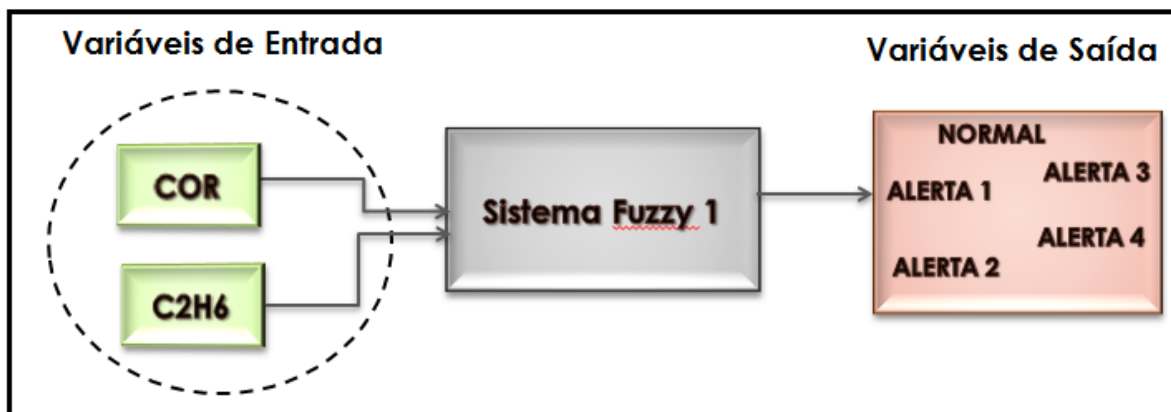 Variáveis de Entrada
Variáveis de Saída
COR
C2H6
Sistema Fuzzy 1
NORMAL
ALERTA 3
ALERTA 1
ALERTA 4
ALERTA 2